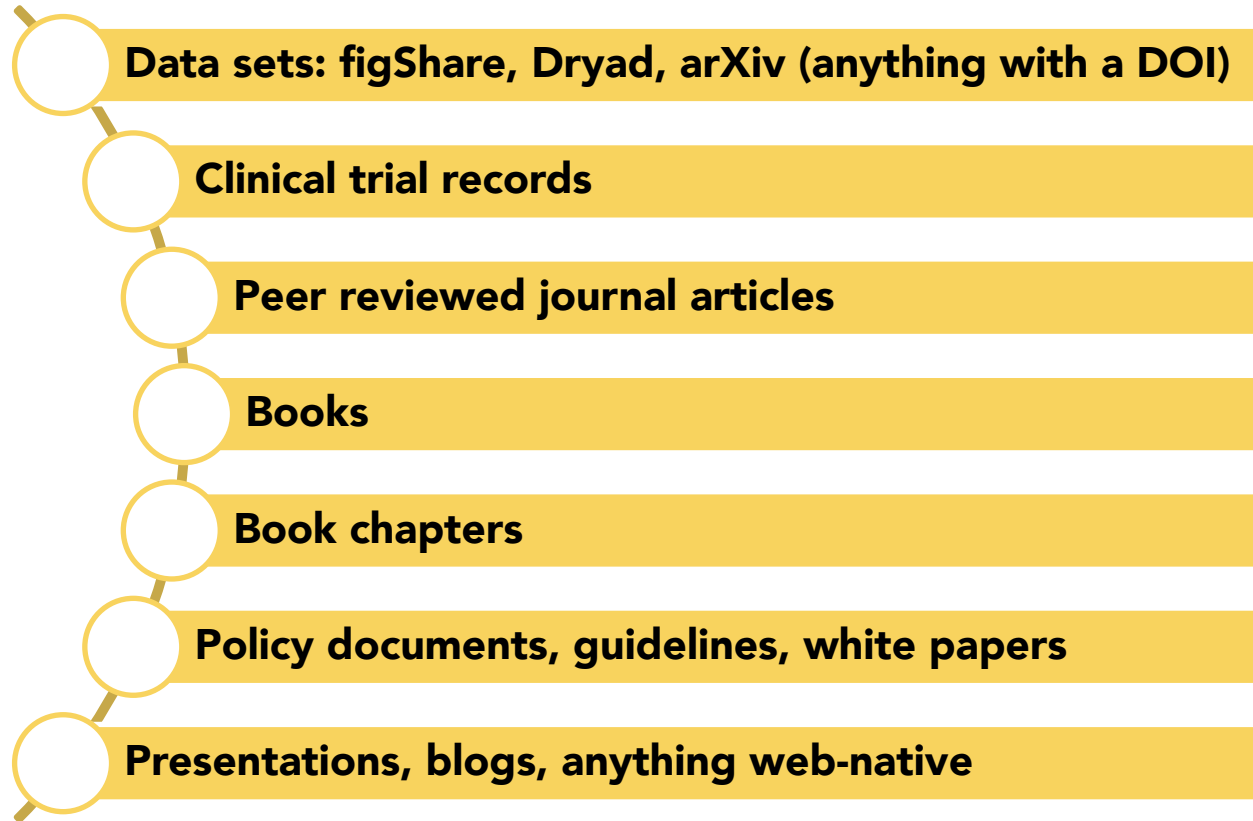 Data sets: figShare, Dryad, arXiv (anything with a DOI)
Clinical trial records
Peer reviewed journal articles
Books
Book chapters
Policy documents, guidelines, white papers
Presentations, blogs, anything web-native